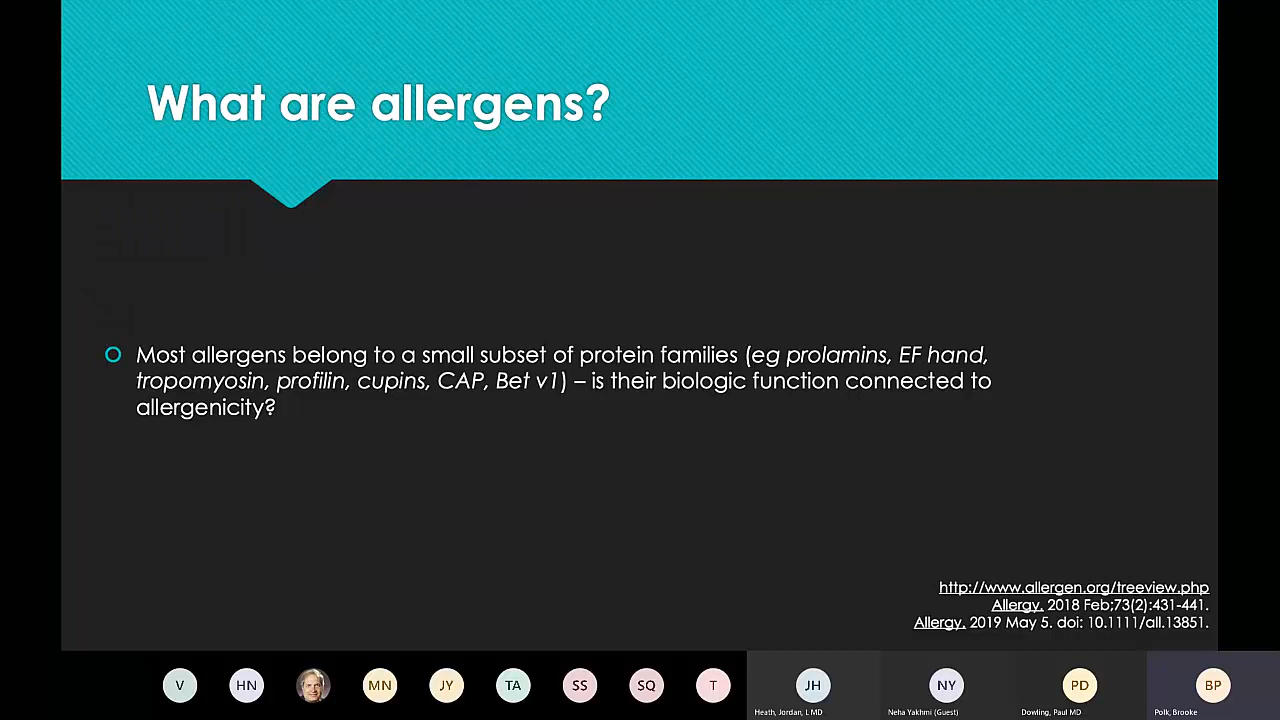 What are allergens?
Most allergens belong to a small subset of protein families (eg prolamins, EF hand,
tropomyosin, profilin, cupins, CAP, Bet v1) – is their biologic function connected to
allergenicity?
http://www.allergen.org/treeview.php
Allergy. 2018 Feb;73(2):431-441.
Allergy. 2019 May 5. doi: 10.1111/all.13851.
V HN MN JY TA SS SQ T JH NY PD BP
Heath, Jordan, L MD Neha Yakhmi (Guest) Dowling, Paul MD Polk, Brooke